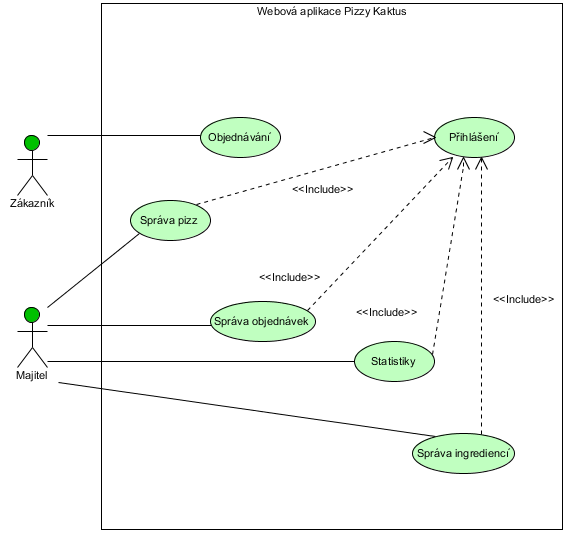 Webová aplikace Pizzy Kaktus
Objednávání
Přihlášení
Zákazník
<<Include>>
Správa pizz
<<Include>>
<<Include>>
<<Include>>
Správa objednávek
Statistiky
Majitel
Správa ingrediencí